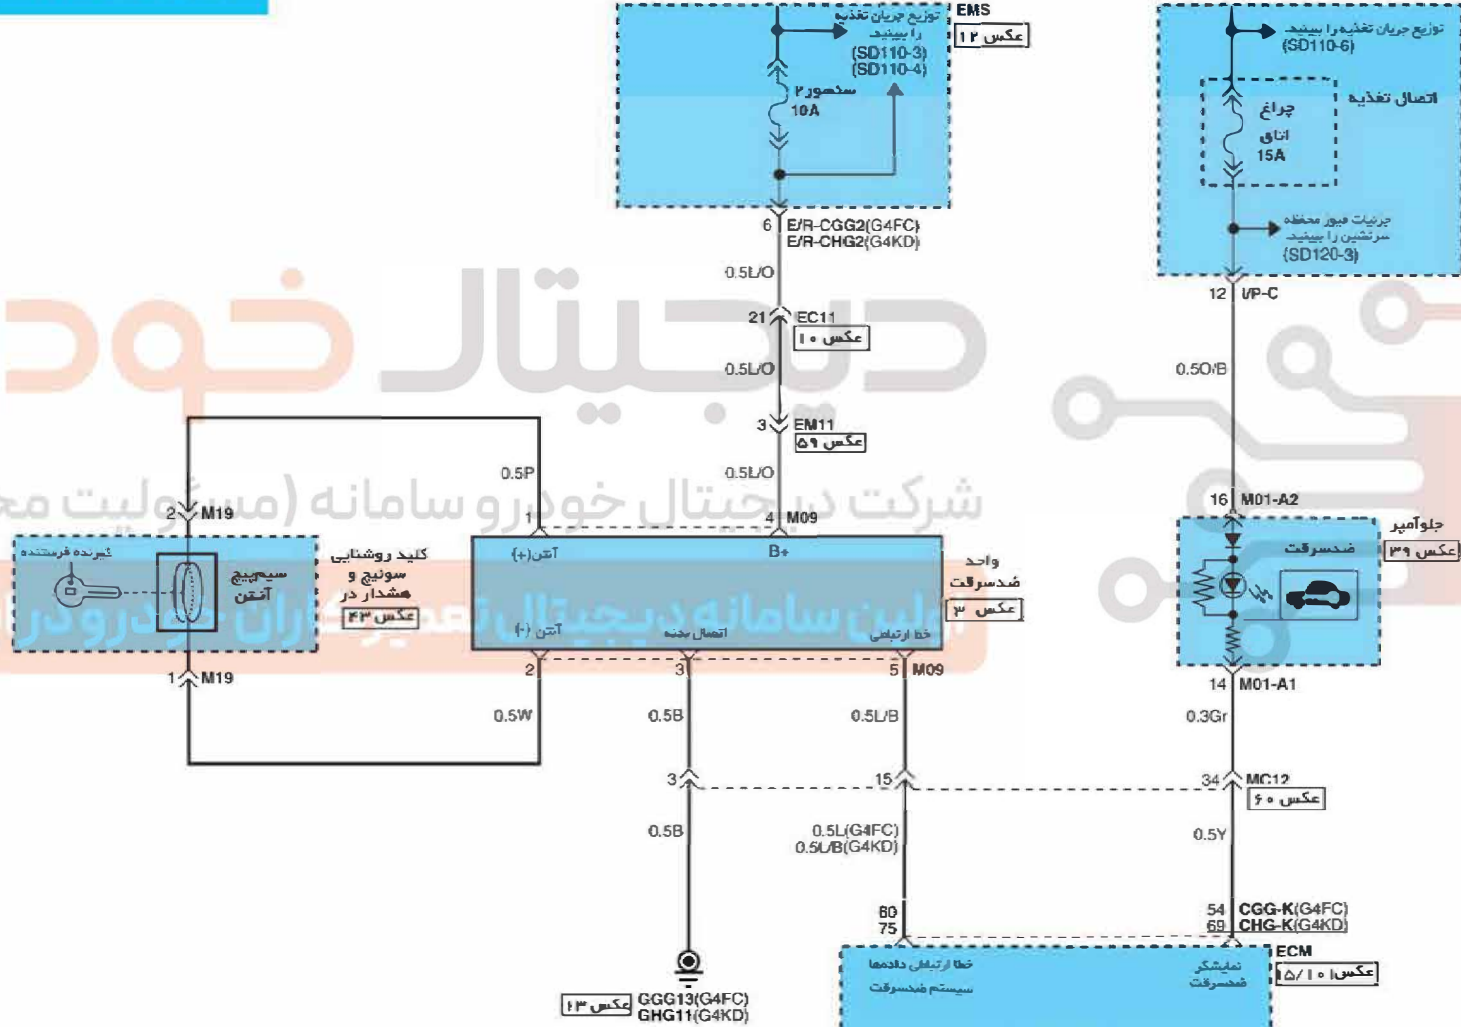 EMS
عکس ۱۲
توزیع جریان تغذیه
را ببینید
(SD110-3)
(SD110-4)
سنسور ۲
10A
توزیع جریان تغذیه را ببینید
(SD110-6)
اتصال تغذیه
چراغ
اتاق
15A
جزئیات فیوز محفظه
سرنشین را ببینید
(SD120-3)
6 E/R-CGG2(G4FC)
E/R-CHG2(G4KD)
0.5L/O
12 I/P-C
21 EC11
عکس ۱۰
0.5L/O
0.5O/B
3 EM11
عکس ۵۹
دیجیتال خودرو
0.5P
0.5L/O
شرکت دیجیتال خودرو سامانه (مسئولیت
2 M19
1
4 M09
16 M01-A2
گیرنده فرستنده
سیم‌پیچ
آنتن
کلید روشنایی
سوئیچ و
هشدار در
عکس ۴۳
آنتن(+)
B+
آنتن (-)
اتصال بدنه
خط ارتباطی
واحد
ضدسرقت
عکس ۳
ضدسرقت
جلوآمپر
عکس ۳۹
اولین سامانه دیجیتال تعمیرکاران خودرو در
1 M19
2
3
5 M09
14 M01-A1
0.5W
0.5B
0.5L/B
0.3Gr
3
15
34 MC12
عکس ۶۰
0.5B
0.5L(G4FC)
0.5L/B(G4KD)
0.5Y
80
75
54 CGG-K(G4FC)
69 CHG-K(G4KD)
ECM
عکس ۱۵/۱۰
خط ارتباطی داده‌ها
سیستم ضدسرقت
نمایشگر
ضدسرقت
عکس ۱۳
GGG13(G4FC)
GHG11(G4KD)